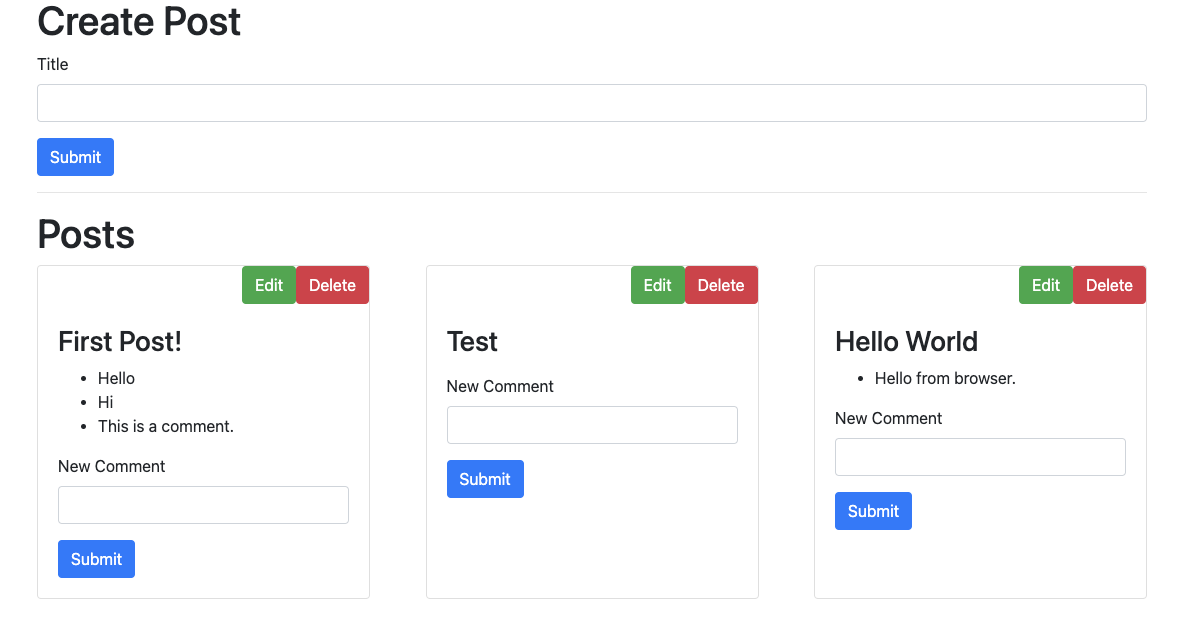 Create Post
Title
Submit
Posts
Edit Delete
First Post!
• Hello
• Hi
• This is a comment.
New Comment
Submit
Edit Delete
Test
New Comment
Submit
Edit Delete
Hello World
• Hello from browser.
New Comment
Submit